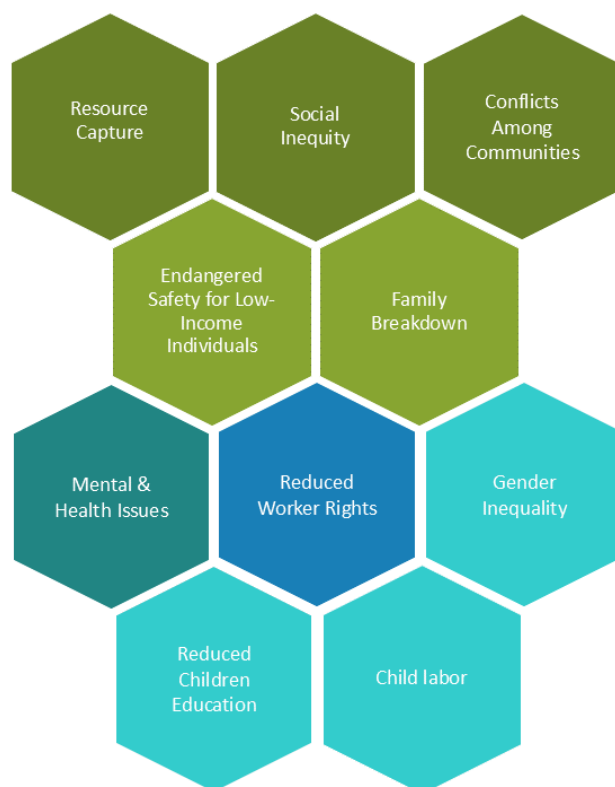 Resource
Capture
Social
Inequity
Conflicts
Among
Communities
Endangered
Safety for Low-
Income
Individuals
Family
Breakdown
Mental &
Health Issues
Reduced
Worker Rights
Gender
Inequality
Reduced
Children
Education
Child labor